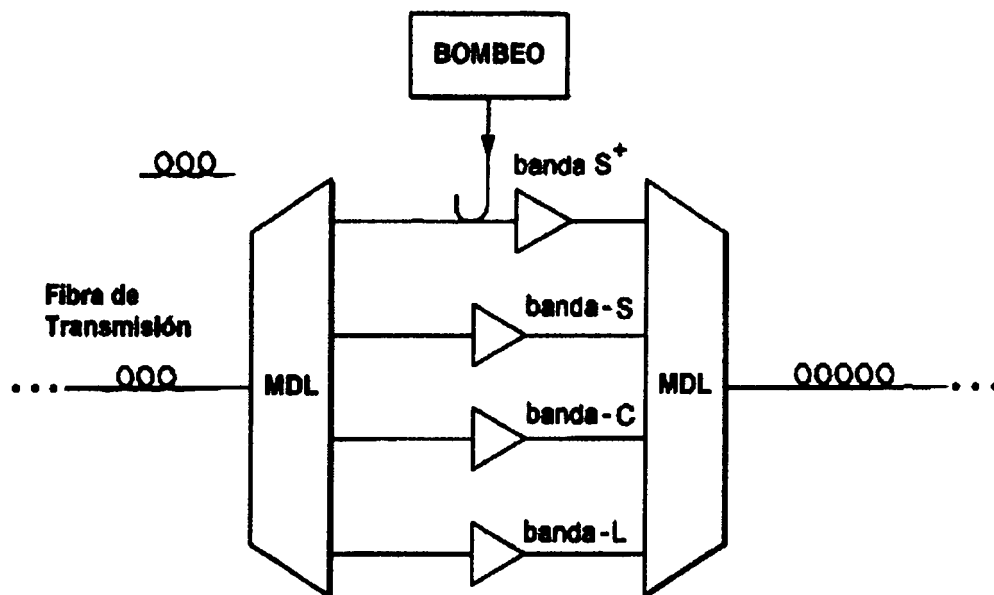 BOMBEO
banda S⁺
Fibra de
Transmisión
banda-S
MDL
MDL
banda-C
banda-L